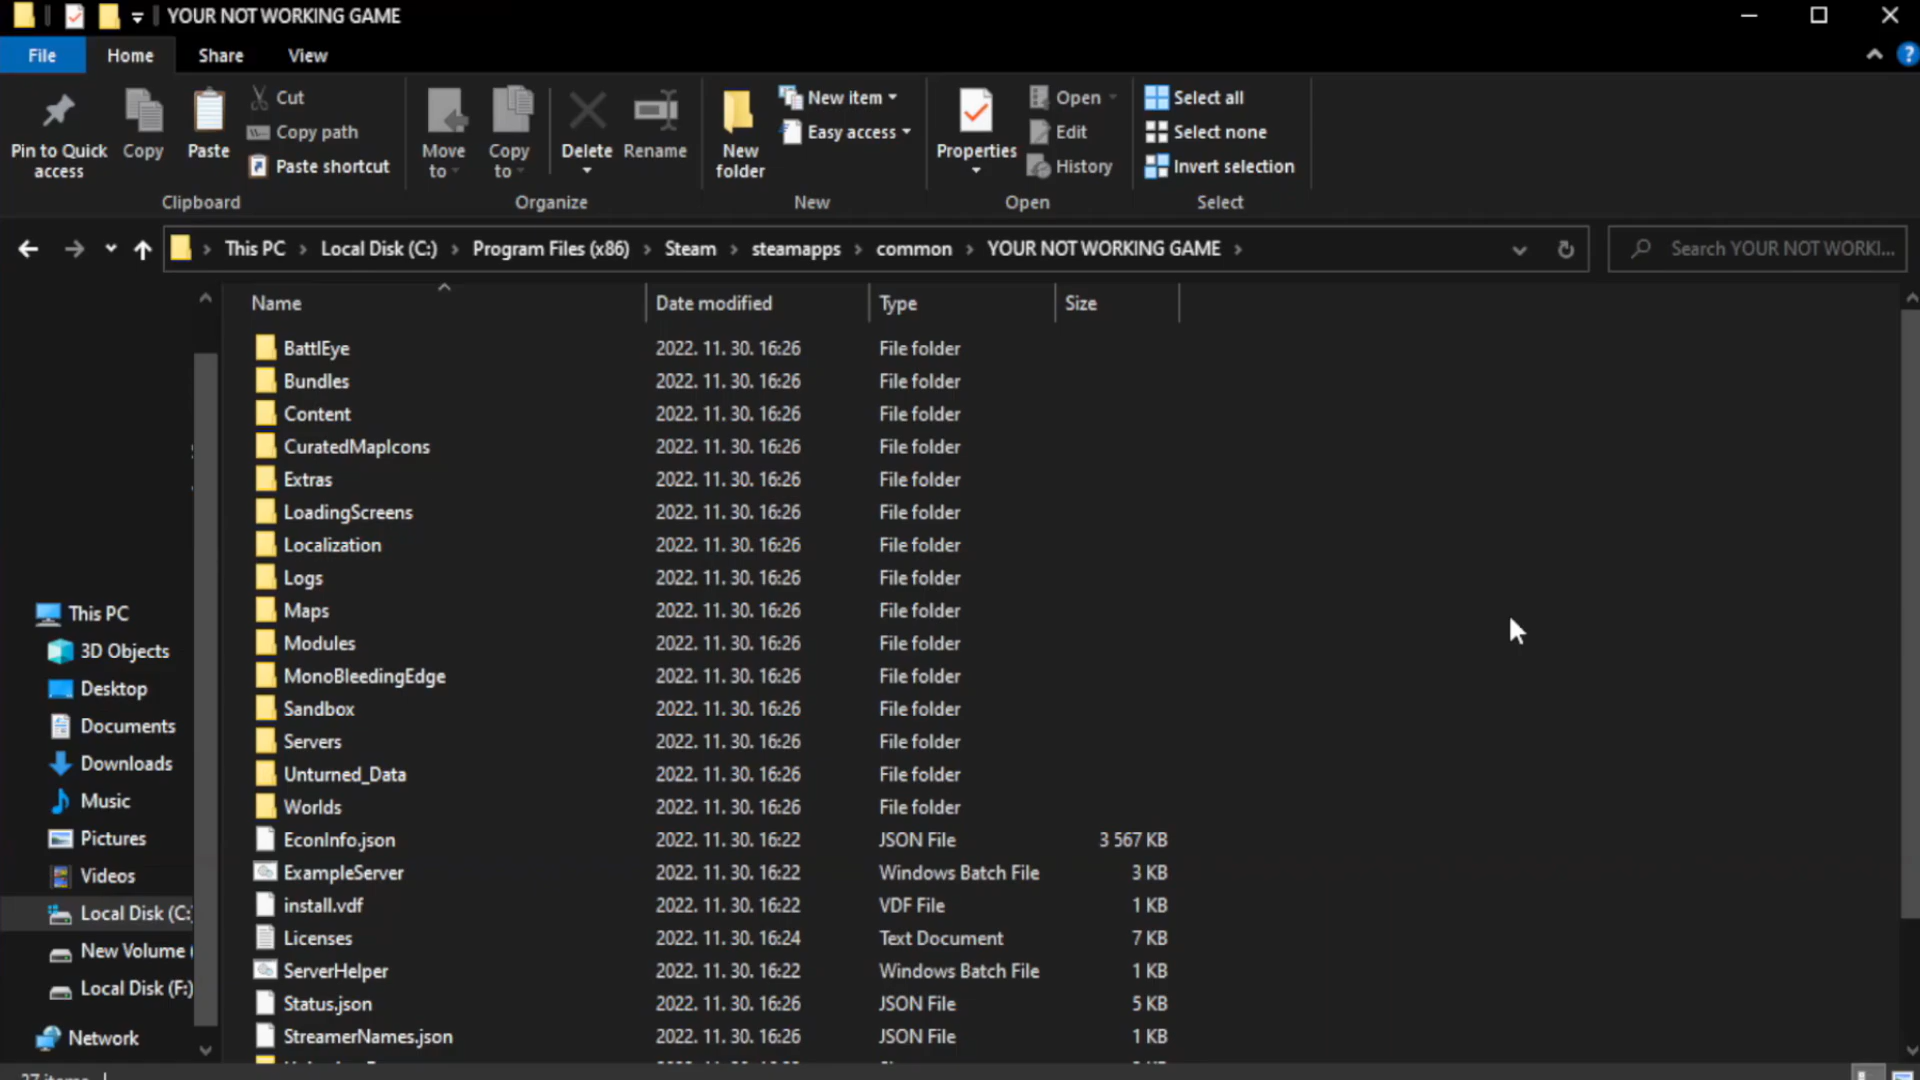 YOUR NOT WORKING GAME
File Home Share View
Pin to Quick access
Copy
Paste
Cut
Copy path
Paste shortcut
Clipboard
Move to
Copy to
Delete
Rename
Organize
New folder
New item
Easy access
New
Properties
Open
Edit
History
Open
Select all
Select none
Invert selection
Select
This PC Local Disk (C:) Program Files (x86) Steam steamapps common YOUR NOT WORKING GAME
Search YOUR NOT WORKI...
This PC
3D Objects
Desktop
Documents
Downloads
Music
Pictures
Videos
Local Disk (C:)
New Volume (
Local Disk (F:)
Network
Name Date modified Type Size
BattlEye 2022. 11. 30. 16:26 File folder
Bundles 2022. 11. 30. 16:26 File folder
Content 2022. 11. 30. 16:26 File folder
CuratedMapIcons 2022. 11. 30. 16:26 File folder
Extras 2022. 11. 30. 16:26 File folder
LoadingScreens 2022. 11. 30. 16:26 File folder
Localization 2022. 11. 30. 16:26 File folder
Logs 2022. 11. 30. 16:26 File folder
Maps 2022. 11. 30. 16:26 File folder
Modules 2022. 11. 30. 16:26 File folder
MonoBleedingEdge 2022. 11. 30. 16:26 File folder
Sandbox 2022. 11. 30. 16:26 File folder
Servers 2022. 11. 30. 16:26 File folder
Unturned_Data 2022. 11. 30. 16:26 File folder
Worlds 2022. 11. 30. 16:26 File folder
EconInfo.json 2022. 11. 30. 16:22 JSON File 3 567 KB
ExampleServer 2022. 11. 30. 16:22 Windows Batch File 3 KB
install.vdf 2022. 11. 30. 16:22 VDF File 1 KB
Licenses 2022. 11. 30. 16:24 Text Document 7 KB
ServerHelper 2022. 11. 30. 16:22 Windows Batch File 1 KB
Status.json 2022. 11. 30. 16:26 JSON File 5 KB
StreamerNames.json 2022. 11. 30. 16:26 JSON File 1 KB